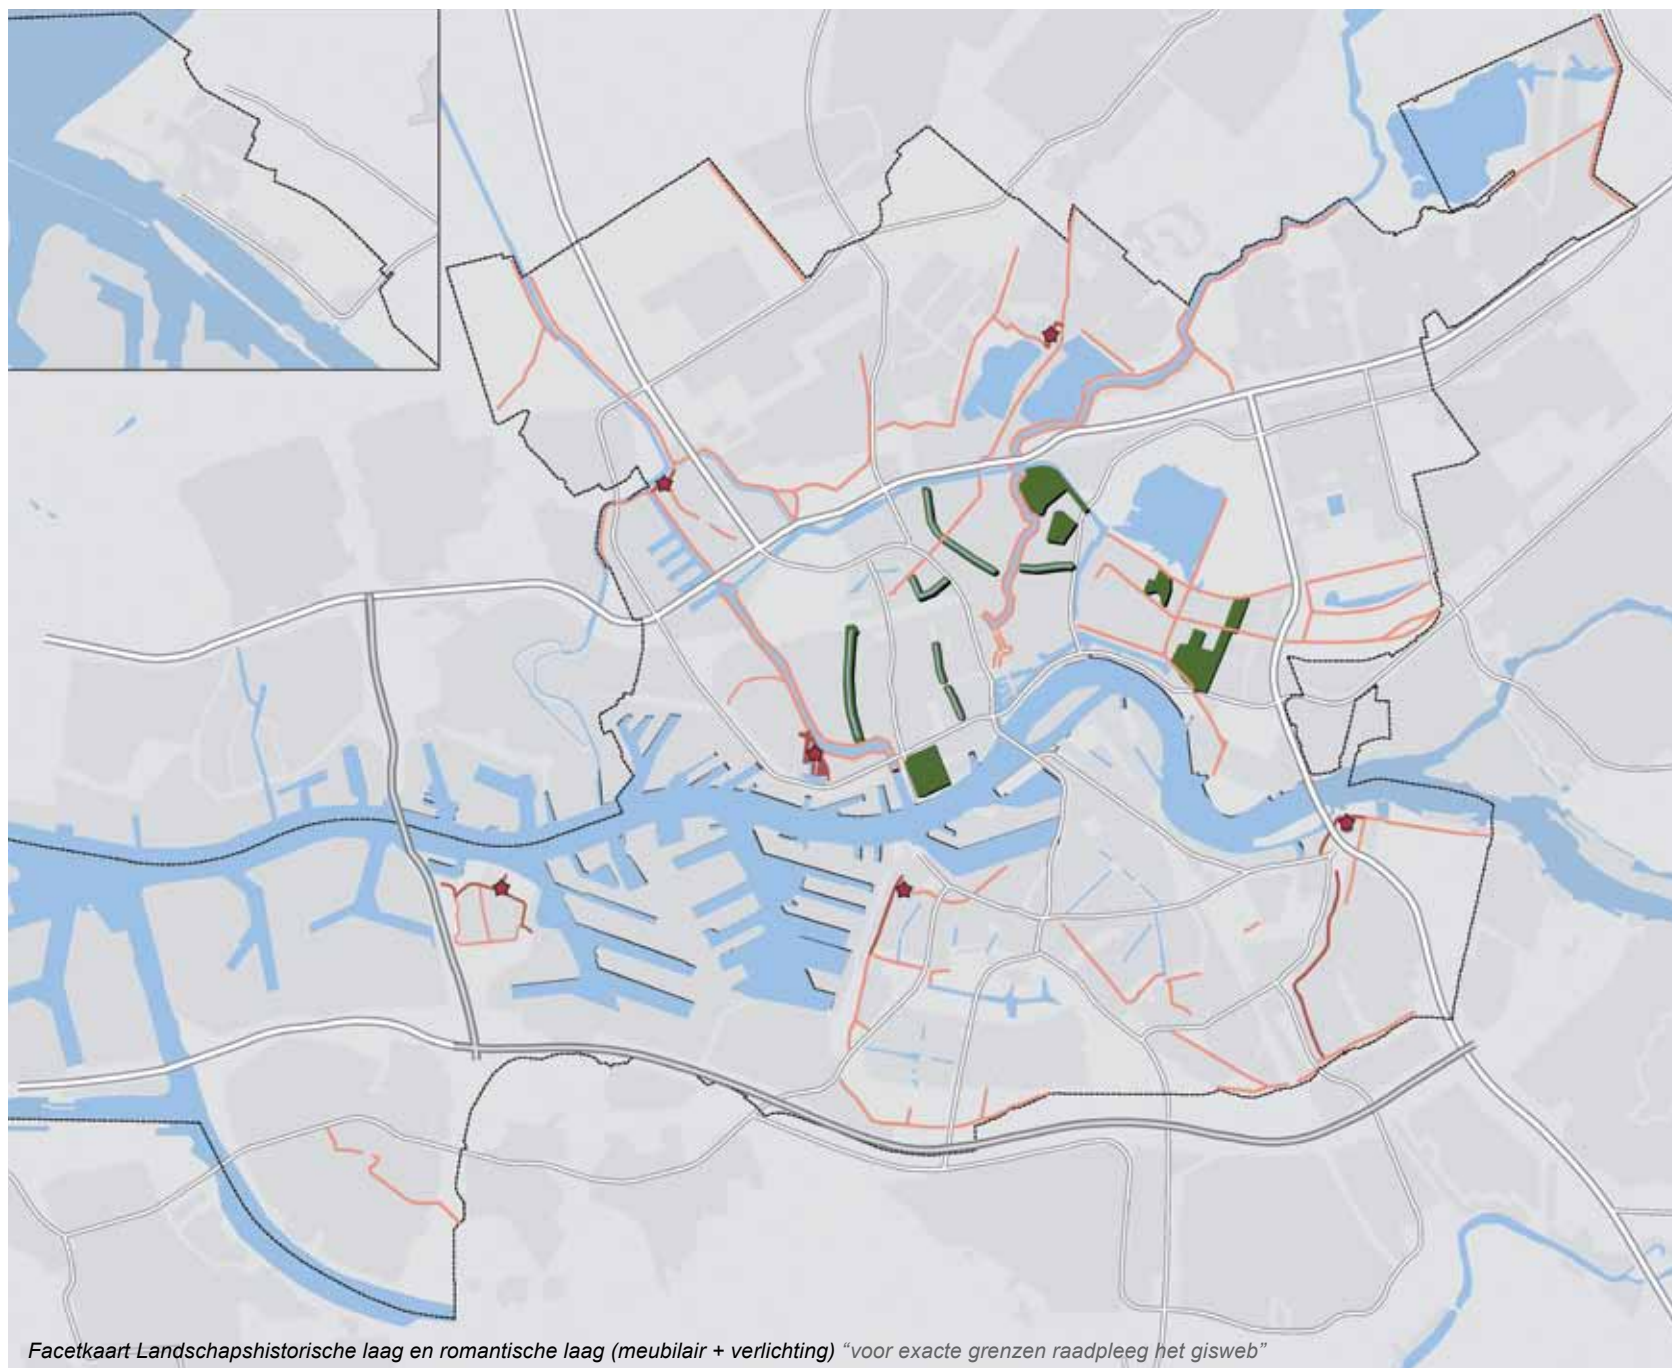 Facetkaart Landschapshistorische laag en romantische laag (meubilair + verlichting) “voor exacte grenzen raadpleeg het gisweb”